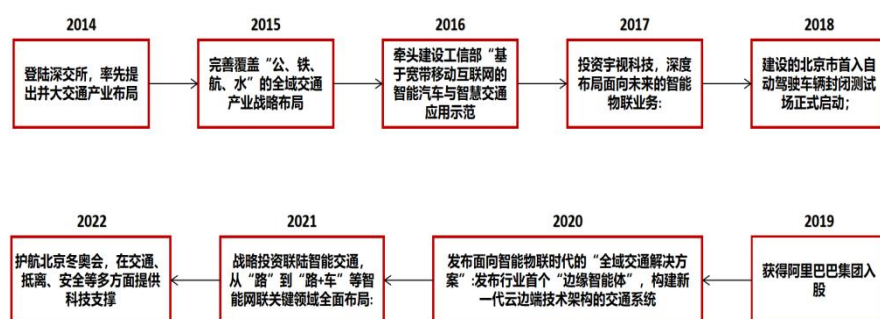 2014
登陆深交所，率先提
出并大交通产业布局
2015
完善覆盖“公、铁、
航、水”的全域交通
产业战略布局
2016
牵头建设工信部“基
于宽带移动互联网的
智能汽车与智慧交通
应用示范
2017
投资宇视科技，深度
布局面向未来的智能
物联业务:
2018
建设的北京市首入自
动驾驶车辆封闭测试
场正式启动；
2022
护航北京冬奥会，在交通、
抵离、安全等多方面提供
科技支撑
2021
战略投资联陆智能交通，
从“路”到“路+车”等智
能网联关键领域全面布局:
2020
发布面向智能物联时代的“全域交通解决方
案”:发布行业首个“边缘智能体”，构建新
一代云边端技术架构的交通系统
2019
获得阿里巴巴集团入
股